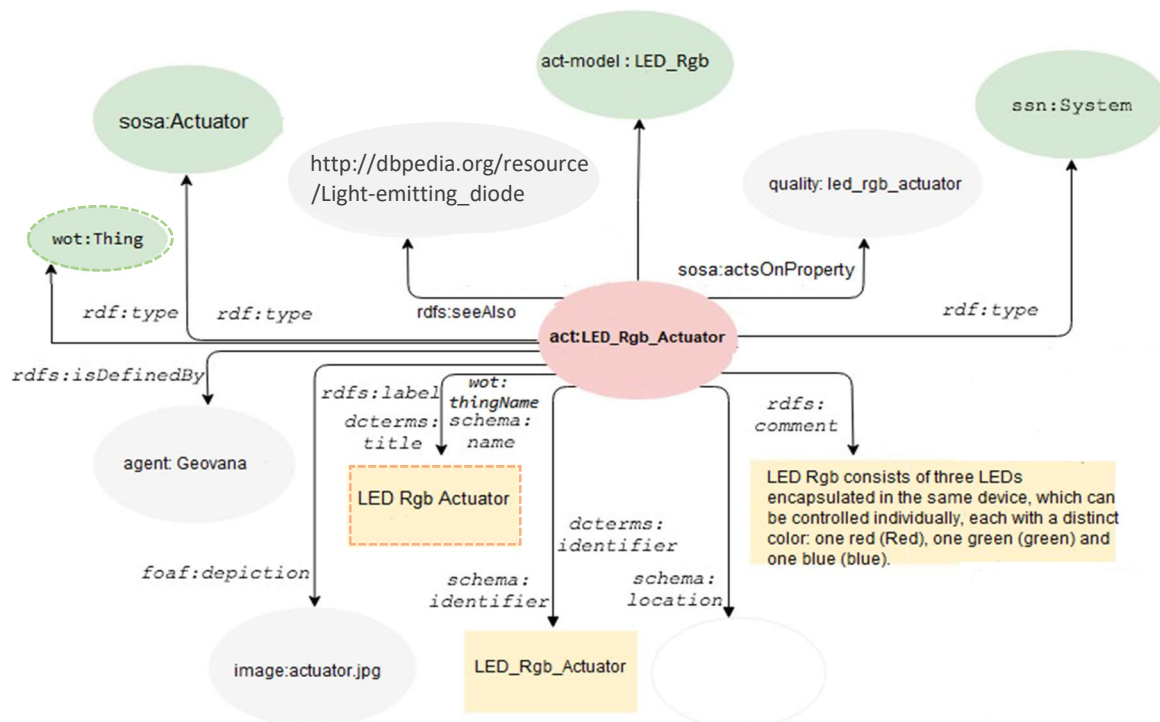 act-model : LED_Rgb
sosa:Actuator
ssn:System
http://dbpedia.org/resource
/Light-emitting_diode
quality: led_rgb_actuator
wot:Thing
sosa:actsOnProperty
rdf:type
rdf:type
rdfs:seeAlso
rdf:type
act:LED_Rgb_Actuator
rdfs:isDefinedBy
rdfs:label
wot:
thingName
dcterms:
title
schema:
name
rdfs:
comment
agent: Geovana
LED Rgb Actuator
LED Rgb consists of three LEDs
encapsulated in the same device, which can
be controlled individually, each with a distinct
color: one red (Red), one green (green) and
one blue (blue).
dcterms:
identifier
foaf:depiction
schema:
identifier
schema:
location
image:actuator.jpg
LED_Rgb_Actuator